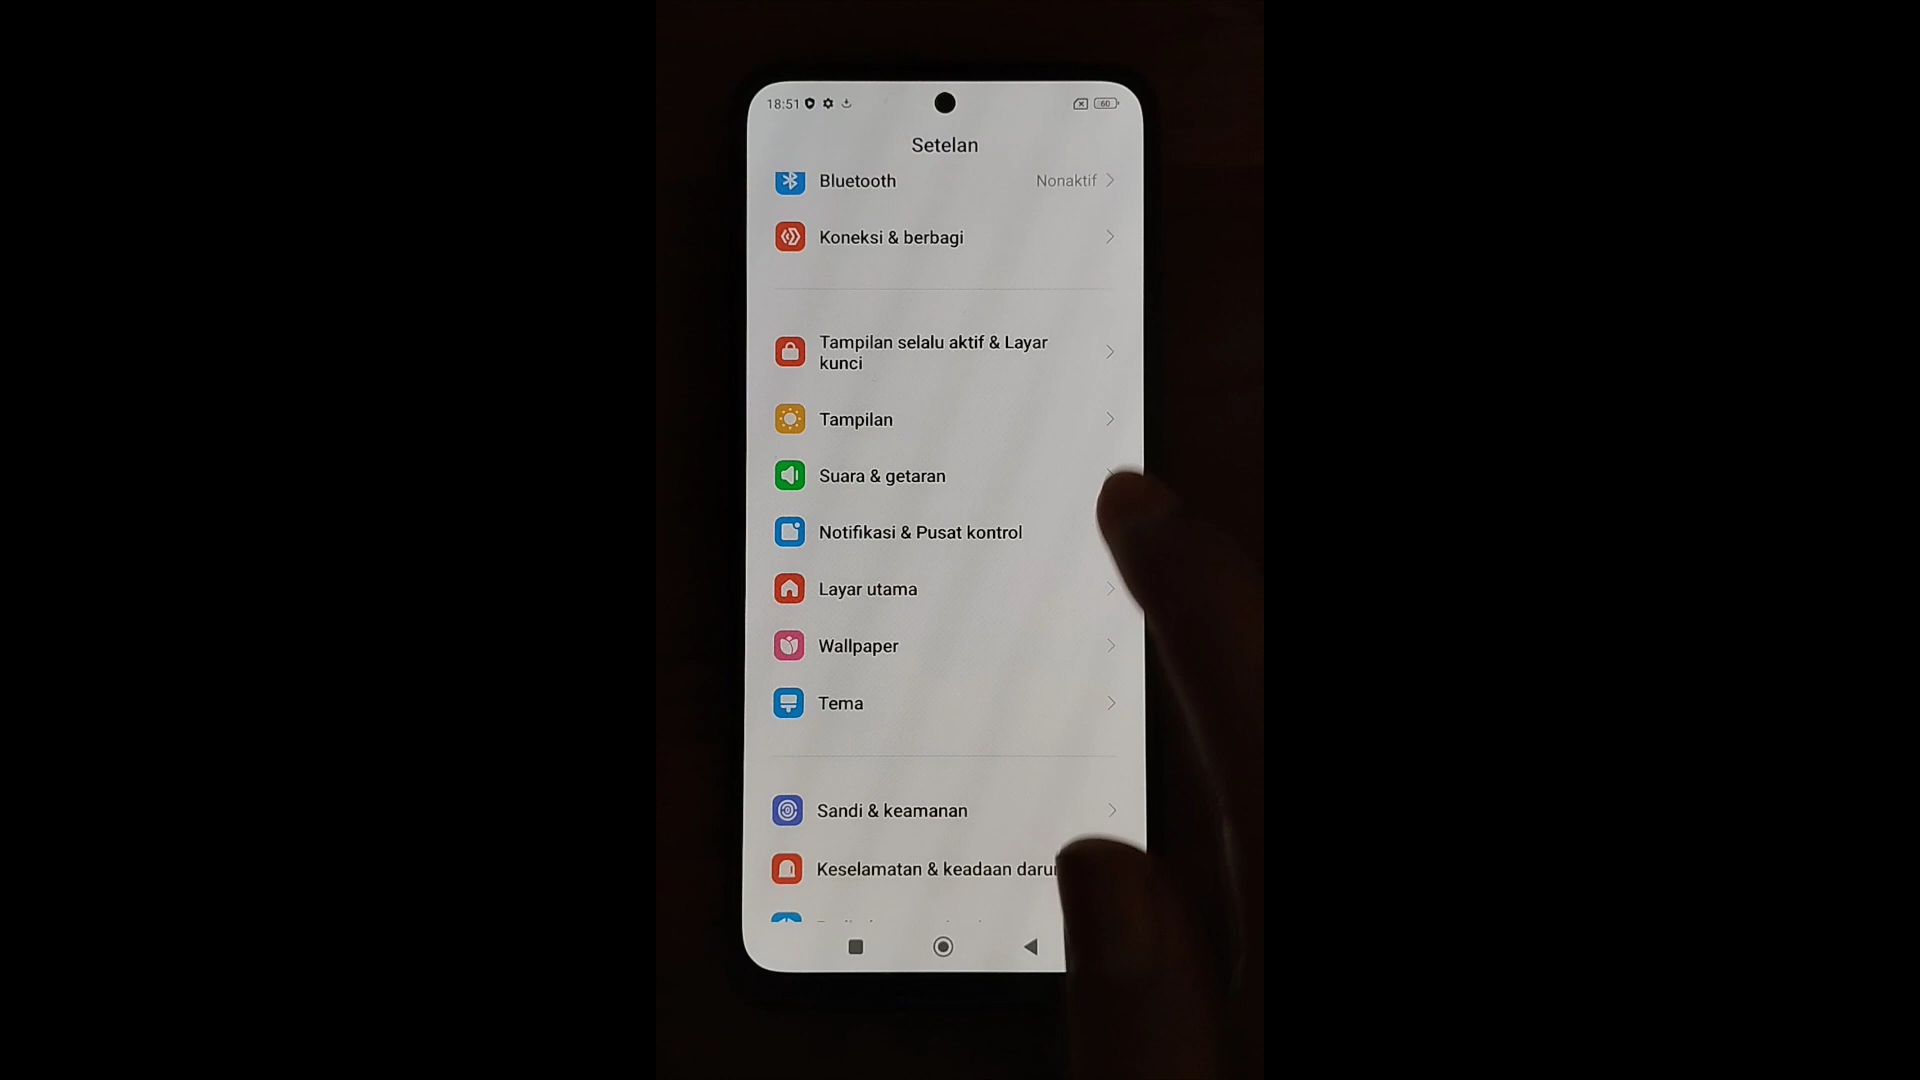 18:51
60
Setelan
Bluetooth
Nonaktif
Koneksi & berbagi
Tampilan selalu aktif & Layar
kunci
Tampilan
Suara & getaran
Notifikasi & Pusat kontrol
Layar utama
Wallpaper
Tema
Sandi & keamanan
Keselamatan & keadaan